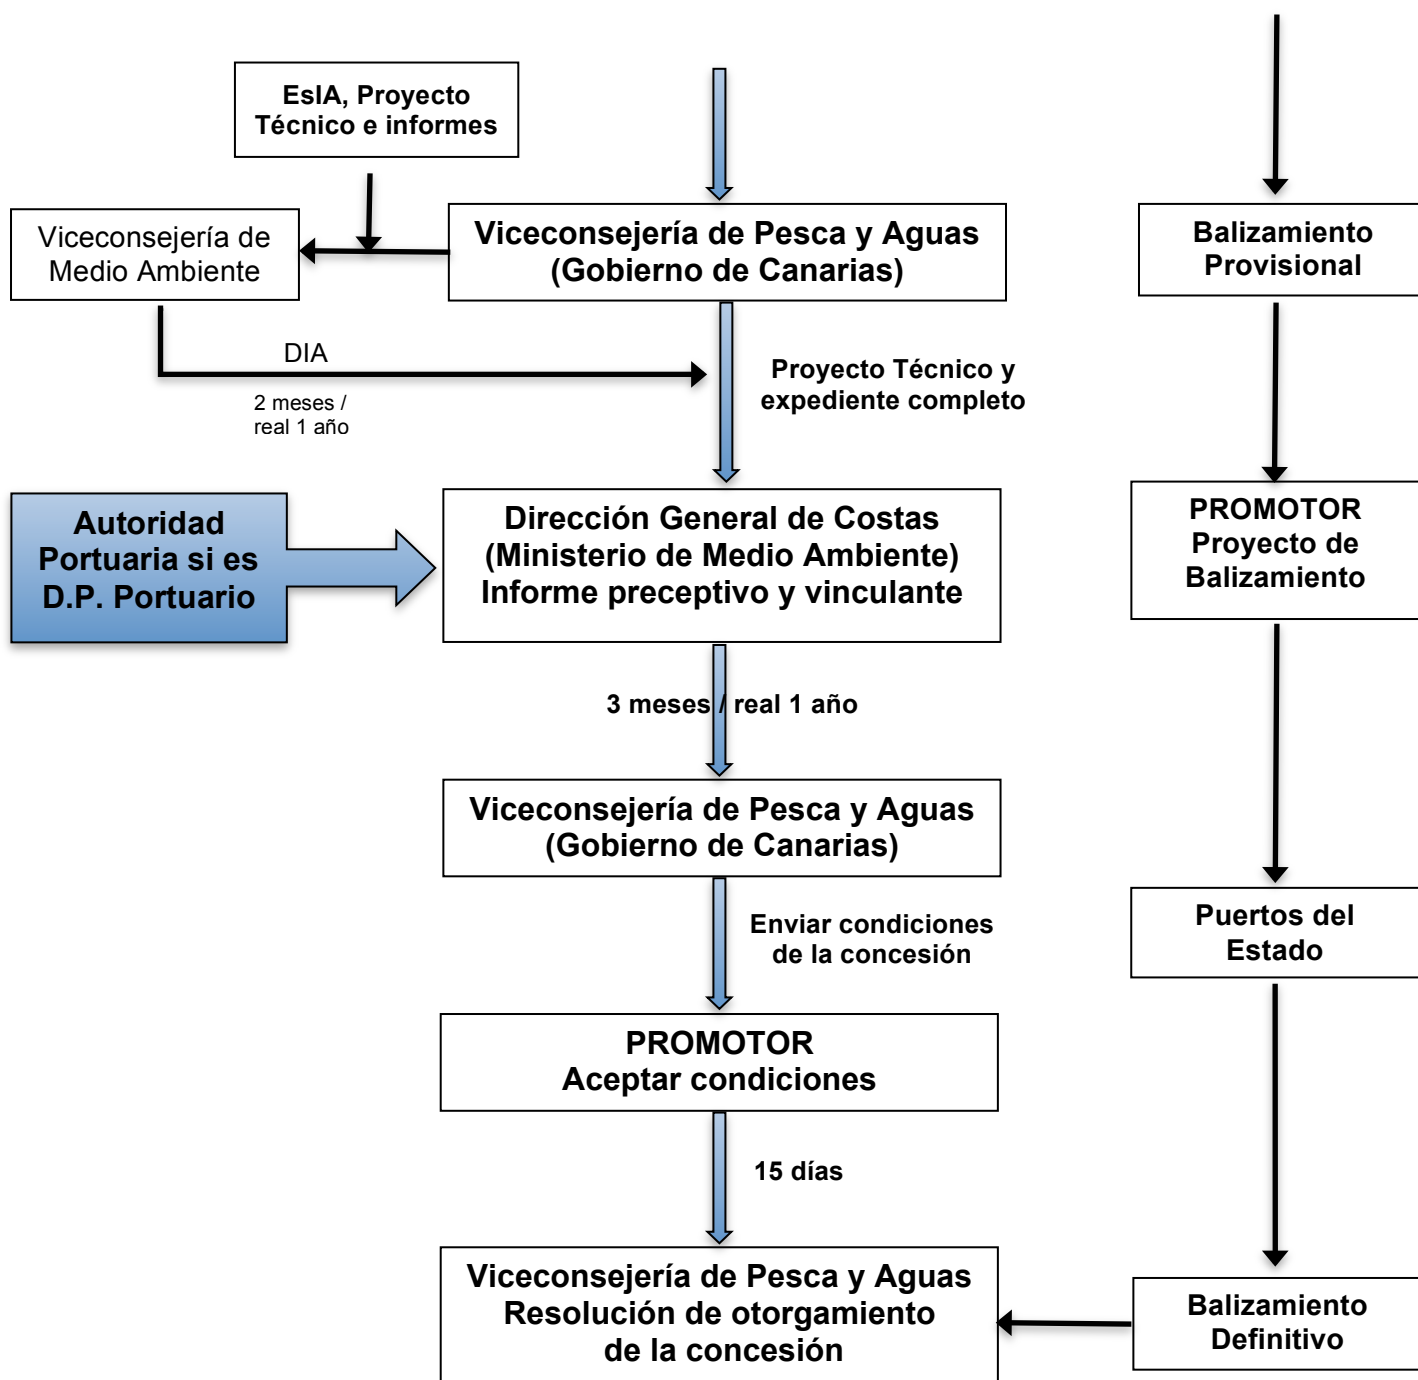 EsIA, Proyecto
Técnico e informes
Viceconsejería de
Medio Ambiente
Viceconsejería de Pesca y Aguas
(Gobierno de Canarias)
Balizamiento
Provisional
DIA
2 meses /
real 1 año
Proyecto Técnico y
expediente completo
Autoridad
Portuaria si es
D.P. Portuario
Dirección General de Costas
(Ministerio de Medio Ambiente)
Informe preceptivo y vinculante
PROMOTOR
Proyecto de
Balizamiento
3 meses / real 1 año
Viceconsejería de Pesca y Aguas
(Gobierno de Canarias)
Enviar condiciones
de la concesión
Puertos del
Estado
PROMOTOR
Aceptar condiciones
15 días
Viceconsejería de Pesca y Aguas
Resolución de otorgamiento
de la concesión
Balizamiento
Definitivo